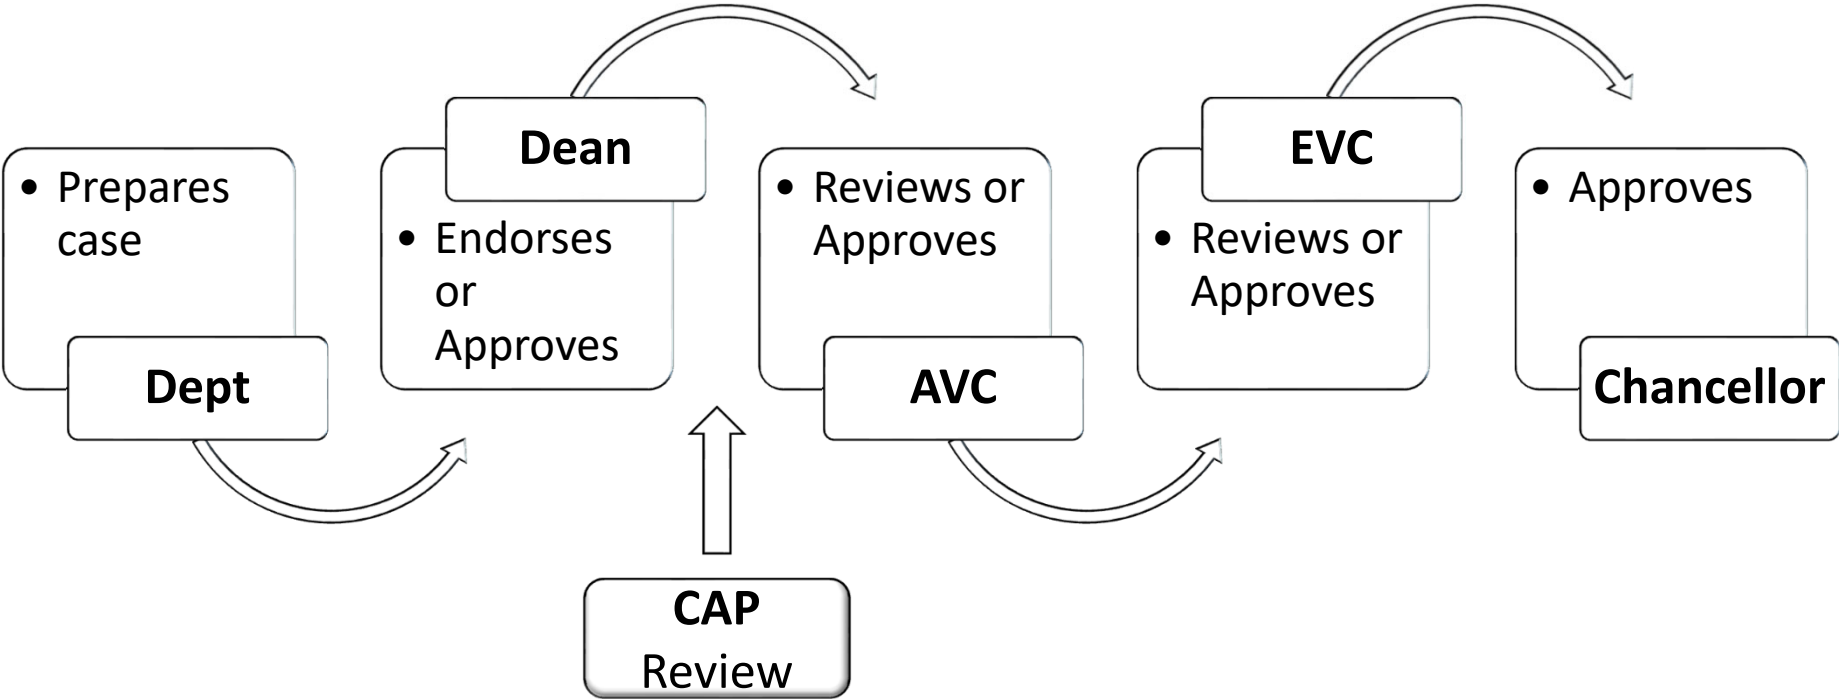 • Prepares
case
Dept
Dean
• Endorses
or
Approves
CAP
Review
• Reviews or
Approves
AVC
EVC
• Reviews or
Approves
• Approves
Chancellor